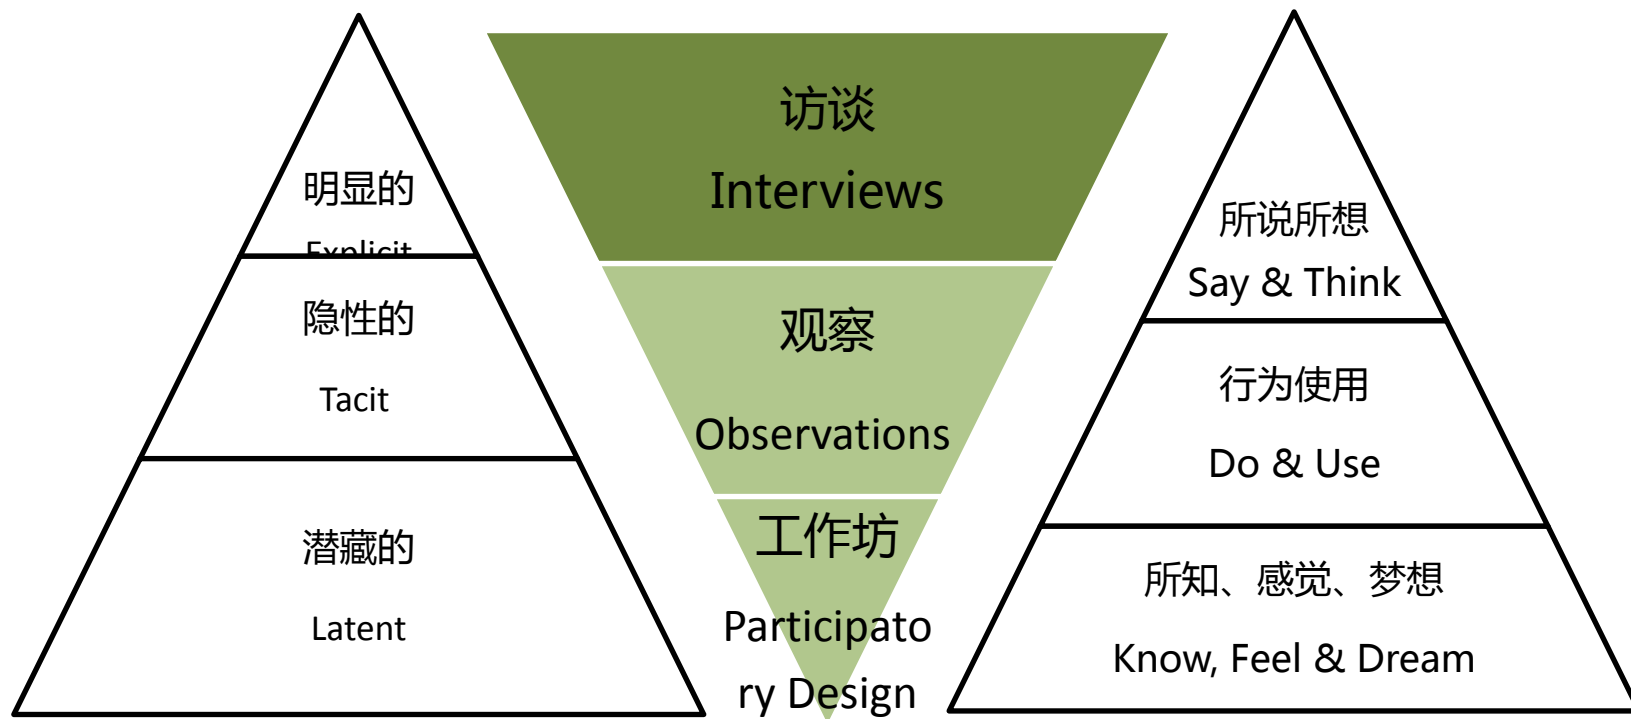 明显的
Explicit
隐性的
Tacit
潜藏的
Latent
访谈
Interviews
观察
Observations
工作坊
Participato
ry Design
所说所想
Say & Think
行为使用
Do & Use
所知、感觉、梦想
Know, Feel & Dream